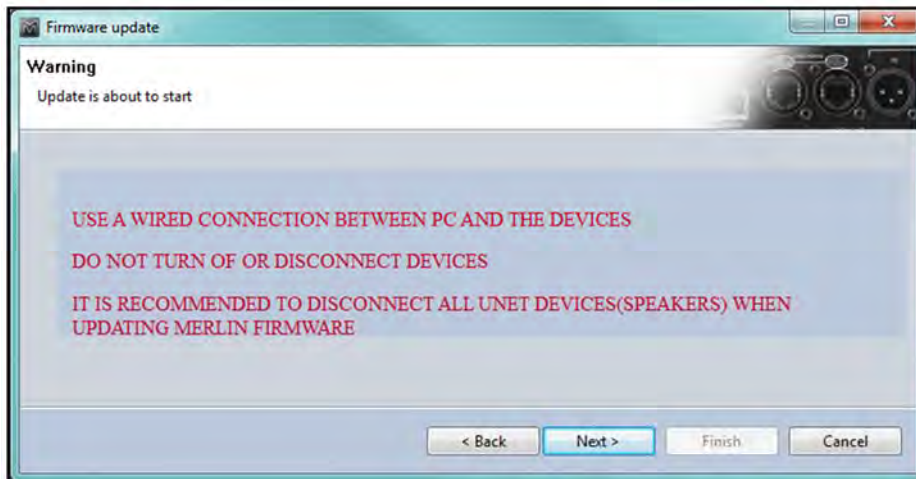 Firmware update
Warning
Update is about to start
USE A WIRED CONNECTION BETWEEN PC AND THE DEVICES
DO NOT TURN OF OR DISCONNECT DEVICES
IT IS RECOMMENDED TO DISCONNECT ALL UNET DEVICES(SPEAKERS) WHEN
UPDATING MERLIN FIRMWARE
< Back Next > Finish Cancel